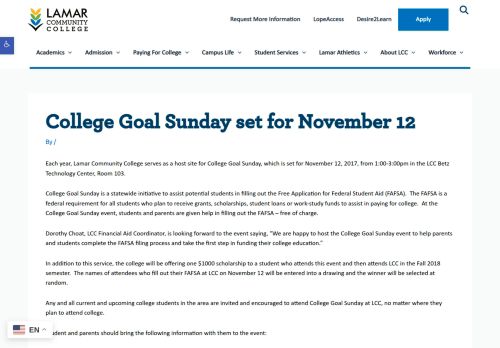 LAMAR
COMMUNITY
COLLEGE
Request More Information LopeAccess Desire2Learn Apply
Academics Admission Paying For College Campus Life Student Services Lamar Athletics About LCC Workforce
College Goal Sunday set for November 12
By /
Each year, Lamar Community College serves as a host site for College Goal Sunday, which is set for November 12, 2017, from 1:00-3:00pm in the LCC Betz
Technology Center, Room 103.
College Goal Sunday is a statewide initiative to assist potential students in filling out the Free Application for Federal Student Aid (FAFSA). The FAFSA is a
federal requirement for all students who plan to receive grants, scholarships, student loans or work-study funds to assist in paying for college. At the
College Goal Sunday event, students and parents are given help in filling out the FAFSA – free of charge.
Dorothy Choat, LCC Financial Aid Coordinator, is looking forward to the event saying, “We are happy to host the College Goal Sunday event to help parents
and students complete the FAFSA filing process and take the first step in funding their college education.”
In addition to this service, the college will be offering one $1000 scholarship to a student who attends this event and then attends LCC in the Fall 2018
semester. The names of attendees who fill out their FAFSA at LCC on November 12 will be entered into a drawing and the winner will be selected at
random.
Any and all current and upcoming college students in the area are invited and encouraged to attend College Goal Sunday at LCC, no matter where they
plan to attend college.
EN
tudent and parents should bring the following information with them to the event: